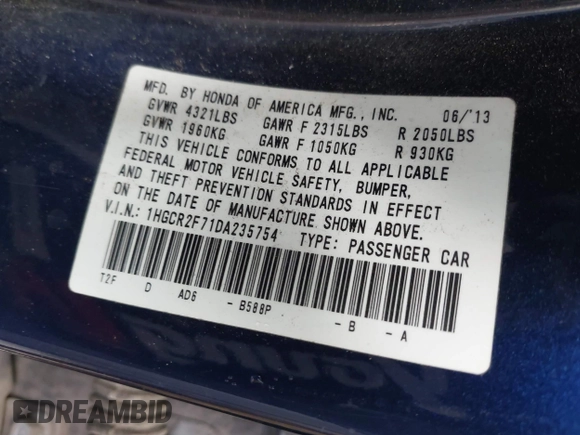 MFD. BY HONDA OF AMERICA MFG., INC. 06/'13
GVWR 4321LBS GAWR F 2315LBS R 2050LBS
GVWR 1960KG GAWR F 1050KG R 930KG
THIS VEHICLE CONFORMS TO ALL APPLICABLE
FEDERAL MOTOR VEHICLE SAFETY, BUMPER,
AND THEFT PREVENTION STANDARDS IN EFFECT
ON THE DATE OF MANUFACTURE SHOWN ABOVE.
V.I.N.: 1HGCR2F71DA235754 TYPE: PASSENGER CAR
T2F D AD6 - B588P - B - A
DREAMBID